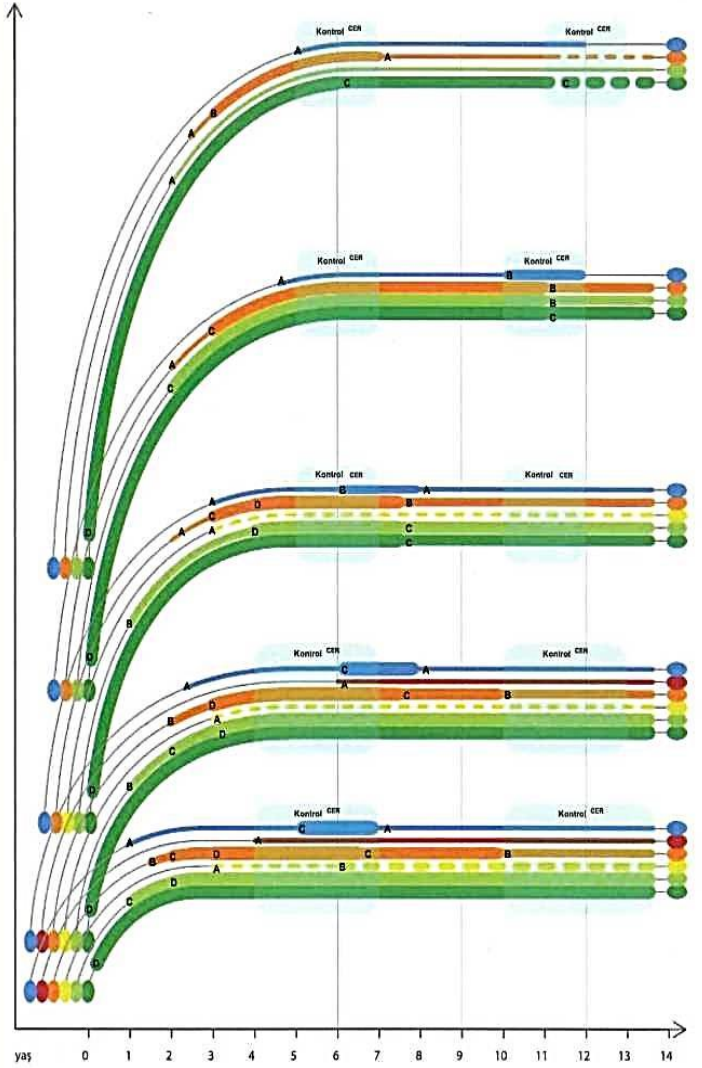 Kontrol CER Kontrol CER
A
A
B
C C
A
A
Kontrol CER Kontrol CER
A B
B
C B
C
A
C
D
Kontrol CER Kontrol CER
A B A
D B
C
A A
D C
C
B
D
Kontrol CER Kontrol CER
C A
A A
C B
D
B A
D
C
B
D
Kontrol CER Kontrol CER
C A
A A
B C D C B
A B
D
C
D
D
yaş 0 1 2 3 4 5 6 7 8 9 10 11 12 13 14